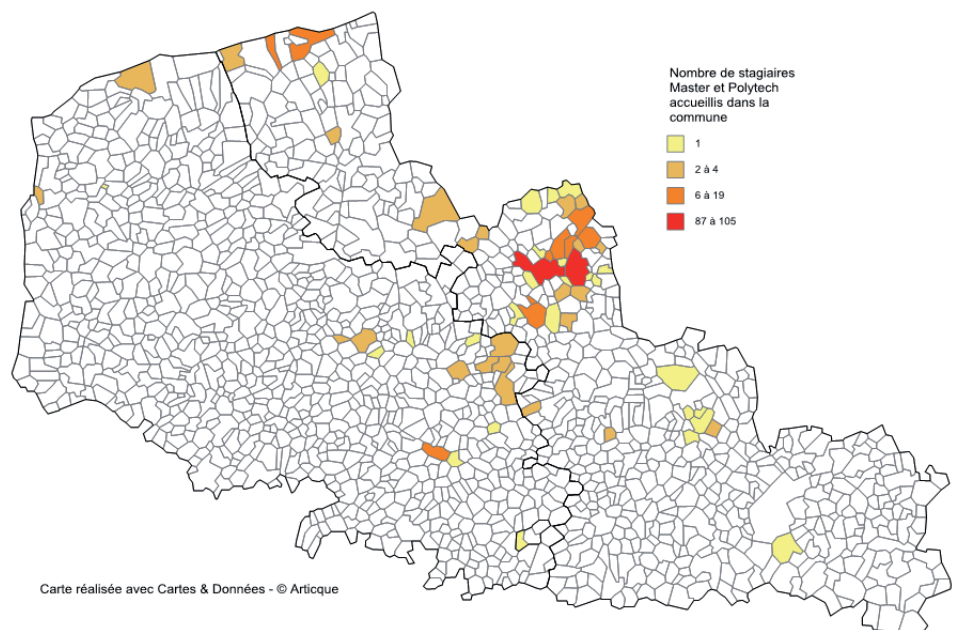 Nombre de stagiaires
Master et Polytech
accueillis dans la
commune
1
2 à 4
6 à 19
87 à 105
Carte réalisée avec Cartes & Données - © Articque